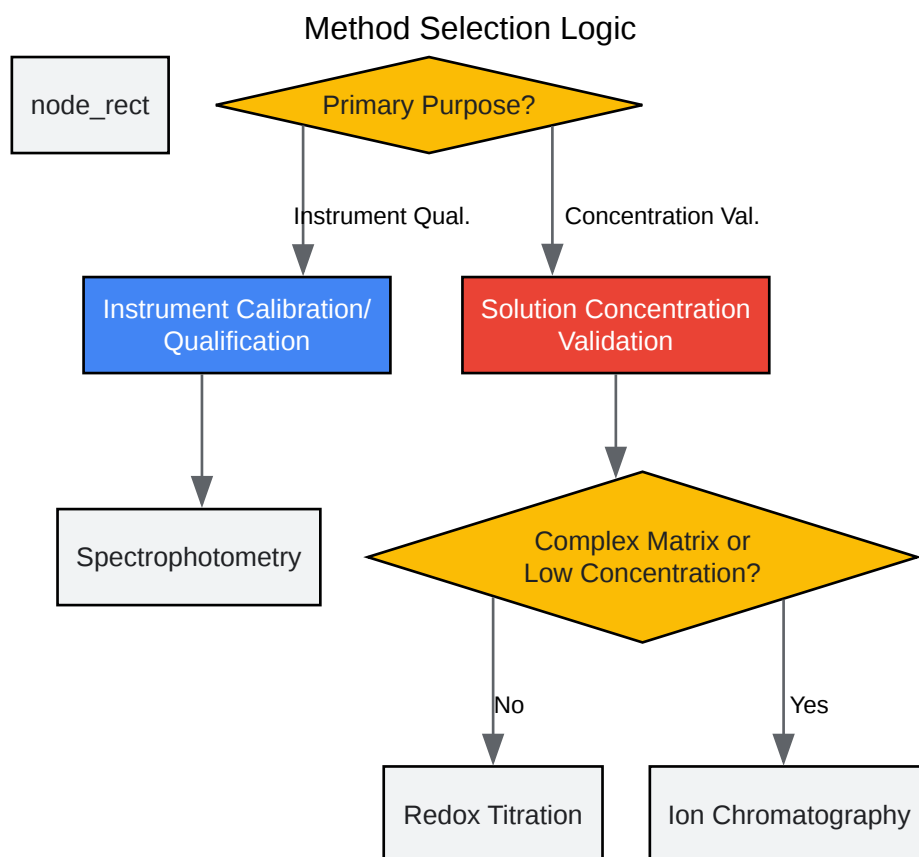 Method Selection Logic
node_rect
Primary Purpose?
Instrument Qual.
Concentration Val.
Instrument Calibration/
Qualification
Solution Concentration
Validation
Spectrophotometry
Complex Matrix or
Low Concentration?
No
Yes
Redox Titration
Ion Chromatography